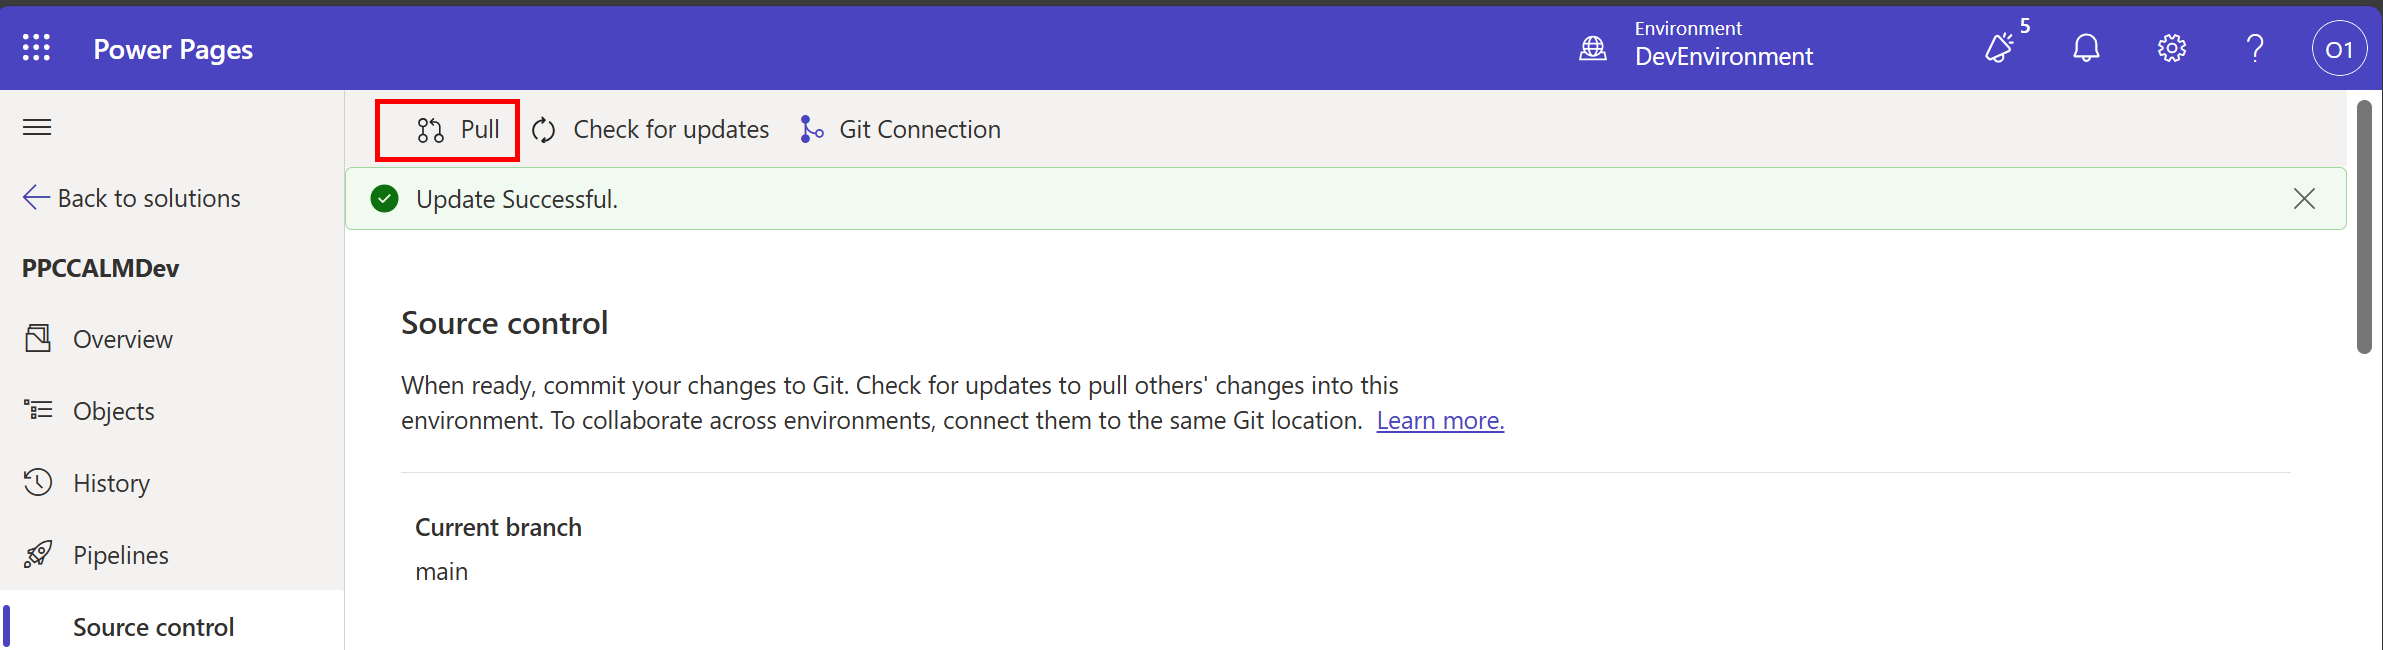 Power Pages
Environment
DevEnvironment
5
O1
Pull
Check for updates
Git Connection
Back to solutions
Update Successful.
PPCCALMDev
Overview
Objects
History
Pipelines
Source control
Source control
When ready, commit your changes to Git. Check for updates to pull others' changes into this
environment. To collaborate across environments, connect them to the same Git location. Learn more.
Current branch
main